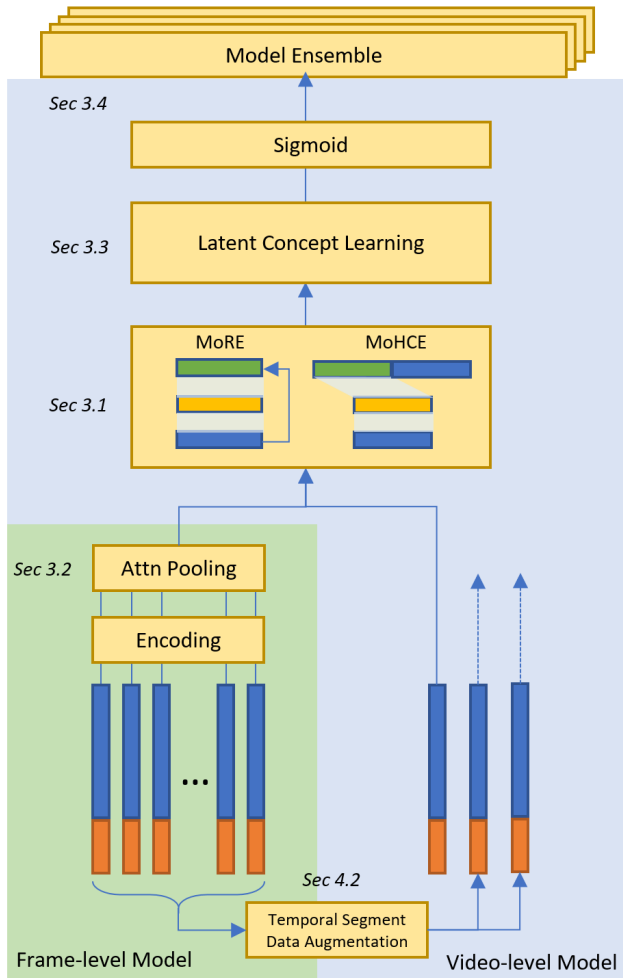 Model Ensemble
Sec 3.4
Sigmoid
Sec 3.3
Latent Concept Learning
MoRE
MoHCE
Sec 3.1
Sec 3.2
Attn Pooling
Encoding
...
Sec 4.2
Temporal Segment
Data Augmentation
Frame-level Model
Video-level Model